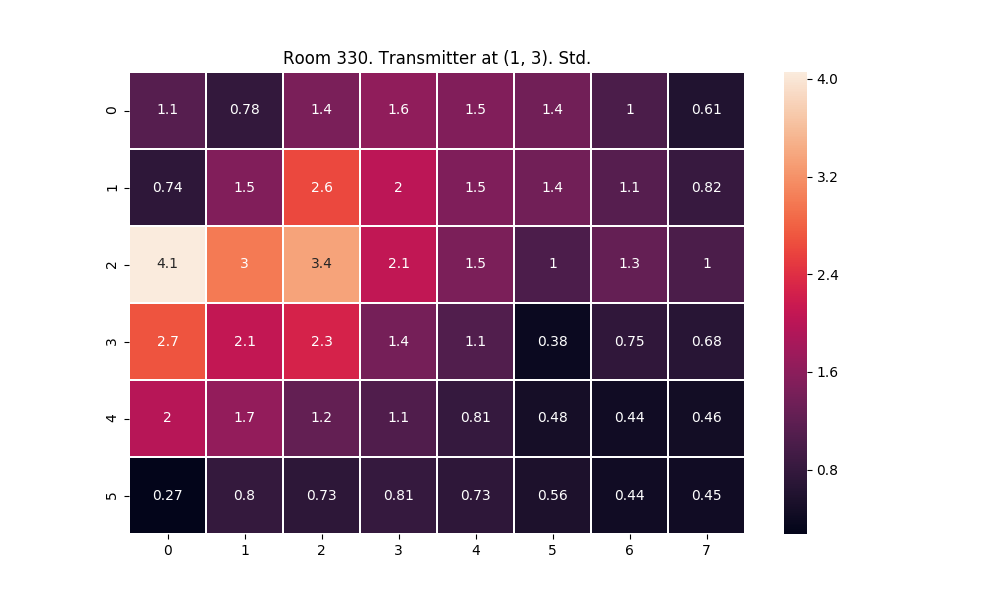 Room 330. Transmitter at (1, 3). Std.
0 1.1 0.78 1.4 1.6 1.5 1.4 1 0.61
1 0.74 1.5 2.6 2 1.5 1.4 1.1 0.82
2 4.1 3 3.4 2.1 1.5 1 1.3 1
3 2.7 2.1 2.3 1.4 1.1 0.38 0.75 0.68
4 2 1.7 1.2 1.1 0.81 0.48 0.44 0.46
5 0.27 0.8 0.73 0.81 0.73 0.56 0.44 0.45
0 1 2 3 4 5 6 7
4.0
3.2
2.4
1.6
0.8